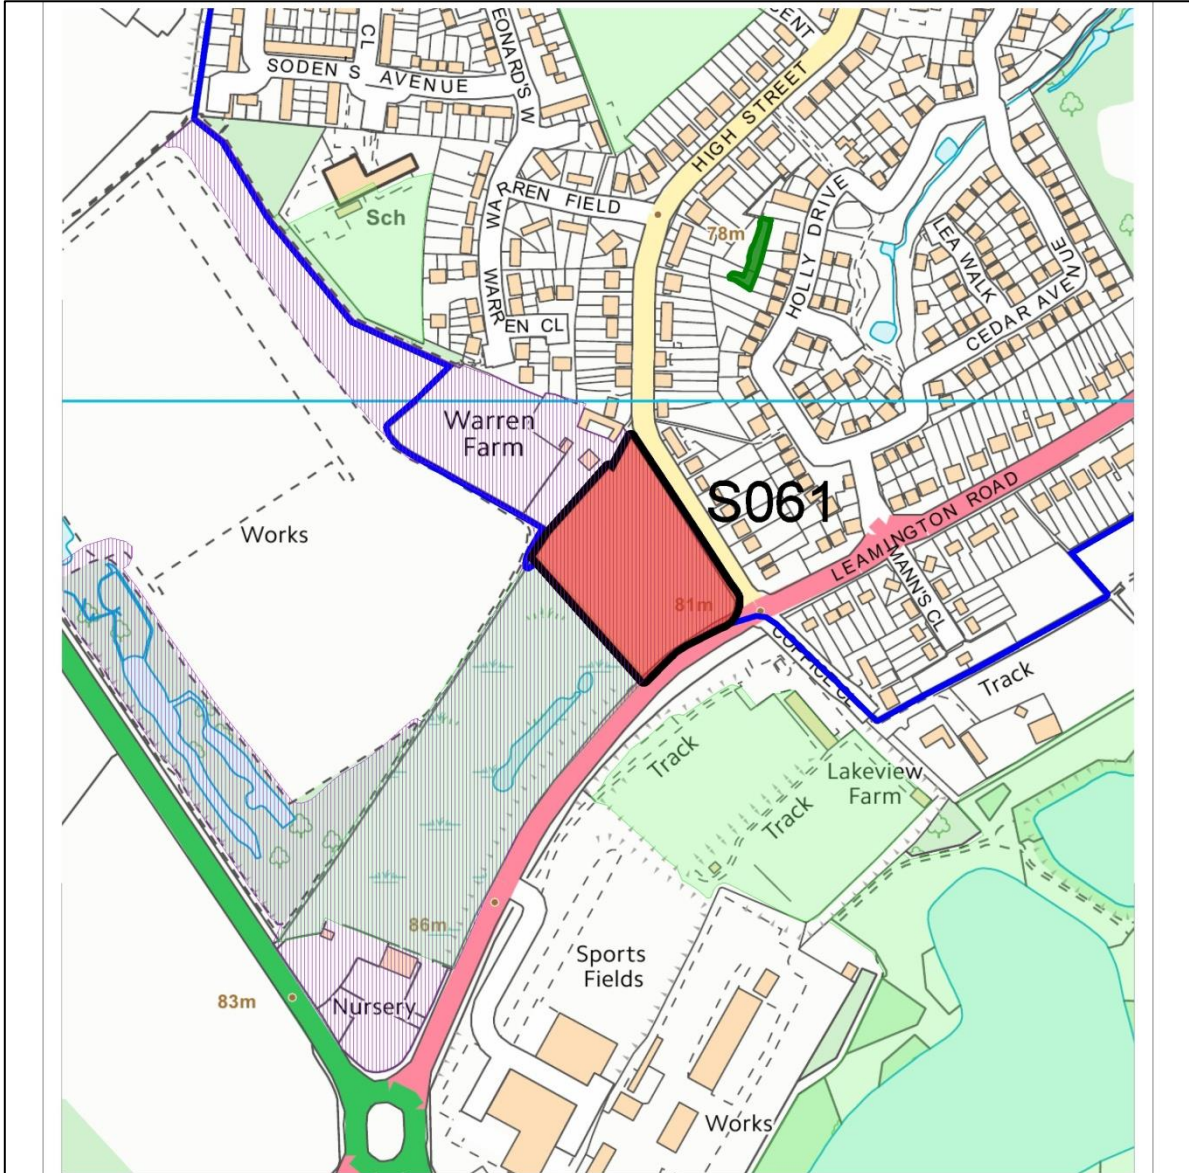 SODEN S AVENUE
CL
EONARD'S W
CENT
HIGH STREET
Sch
WARREN FIELD
78m
HOLLY DRIVE
LEA WALK
CEDAR AVENUE
WARREN CL
Warren
Farm
S061
LEAMINGTON ROAD
MANN'S CL
Works
81m
COPPICE CL
Track
Track
Track
Lakeview
Farm
86m
83m
Nursery
Sports
Fields
Works